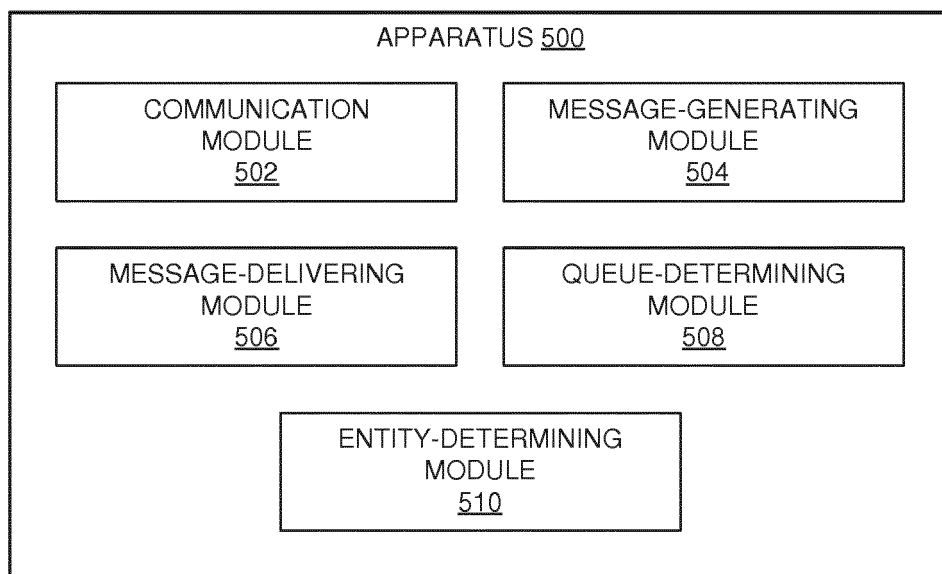 APPARATUS 500
COMMUNICATION
MODULE
502
MESSAGE-GENERATING
MODULE
504
MESSAGE-DELIVERING
MODULE
506
QUEUE-DETERMINING
MODULE
508
ENTITY-DETERMINING
MODULE
510